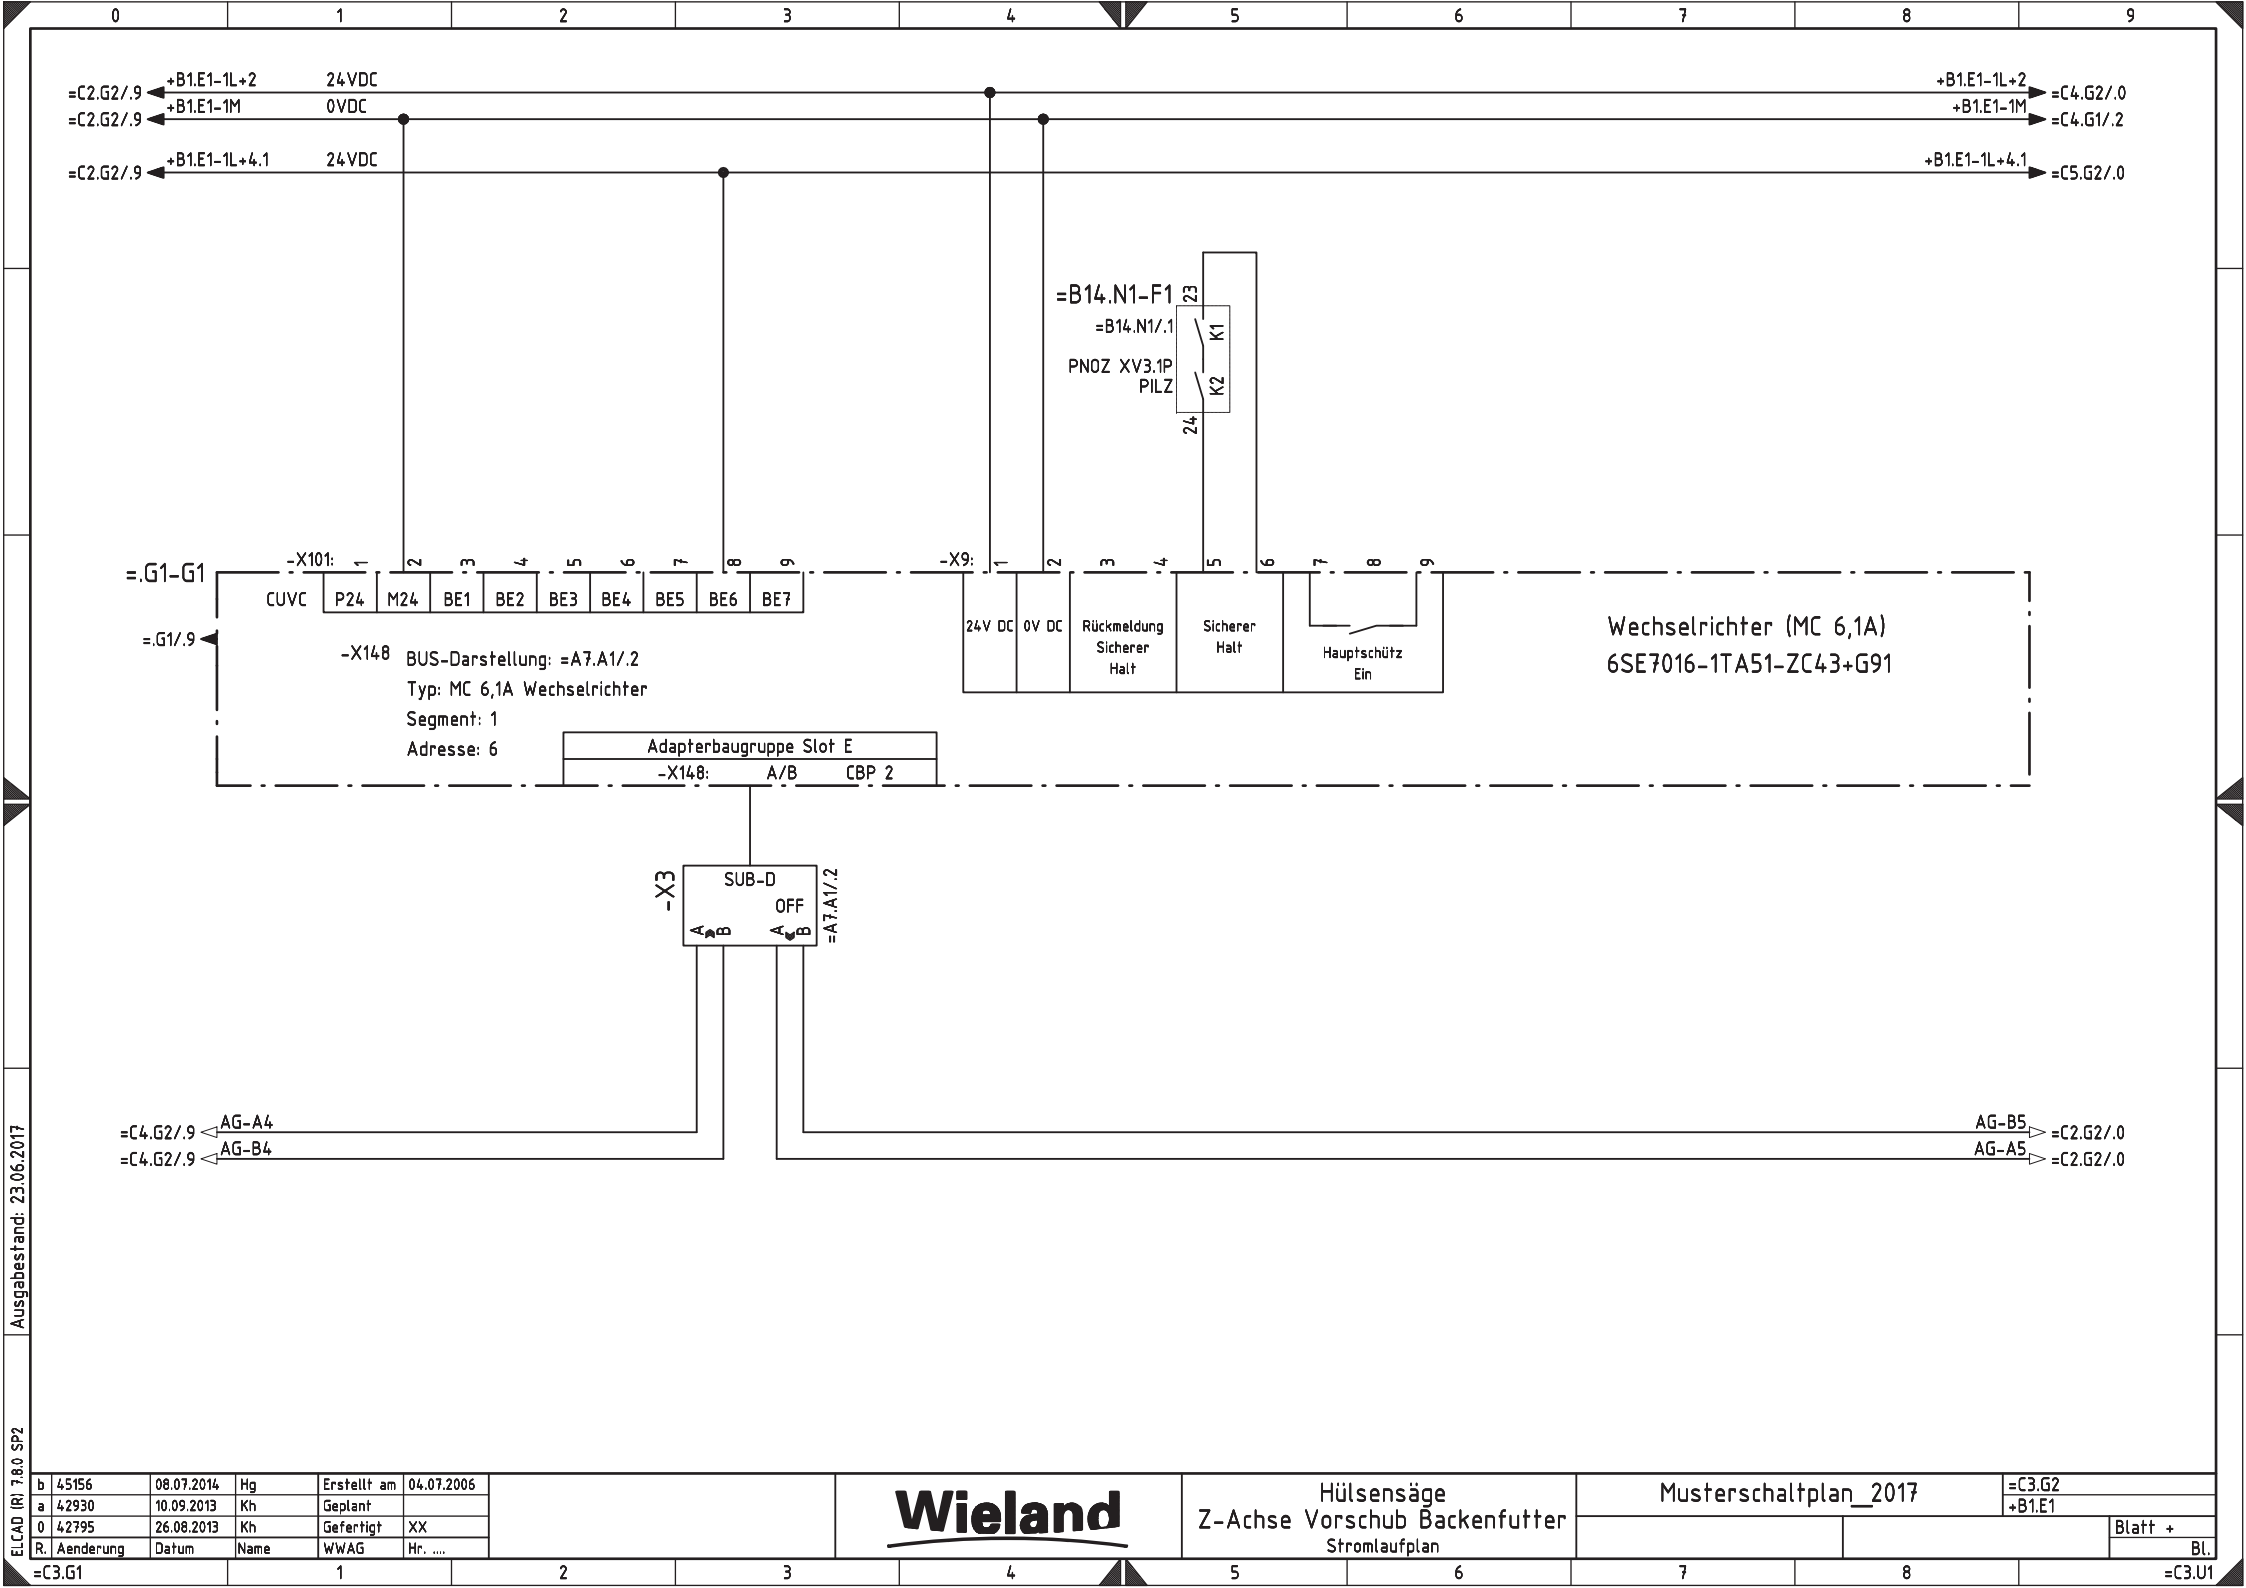 0 1 2 3 4 5 6 7 8 9
+B1.E1-1L+2 24VDC +B1.E1-1L+2
=C2.G2/.9 =C4.G2/.0
+B1.E1-1M 0VDC +B1.E1-1M
=C2.G2/.9 =C4.G1/.2
+B1.E1-1L+4.1 24VDC +B1.E1-1L+4.1
=C2.G2/.9 =C5.G2/.0
=B14.N1-F1 23
=B14.N1/.1 K1
PNOZ XV3.1P
PILZ K2
24
=.G1-G1 -X101: 1 2 3 4 5 6 7 8 9 -X9: 1 2 3 4 5 6 7 8 9
CUVC P24 M24 BE1 BE2 BE3 BE4 BE5 BE6 BE7
=.G1/.9
24V DC 0V DC
Rückmeldung
Sicherer
Halt
Sicherer
Halt
Hauptschütz
Ein
Wechselrichter (MC 6,1A)
6SE7016-1TA51-ZC43+G91
-X148 BUS-Darstellung: =A7.A1/.2
Typ: MC 6,1A Wechselrichter
Segment: 1
Adresse: 6
Adapterbaugruppe Slot E
-X148: A/B CBP 2
-X3 SUB-D =A7.A1/.2
OFF
A B A B
AG-A4 AG-B5
=C4.G2/.9 =C2.G2/.0
AG-B4 AG-A5
=C4.G2/.9 =C2.G2/.0
Ausgabestand: 23.06.2017
ELCAD (R) 7.8.0 SP2
b 45156 08.07.2014 Hg Erstellt am 04.07.2006
a 42930 10.09.2013 Kh Geplant
0 42795 26.08.2013 Kh Gefertigt XX
R. Aenderung Datum Name WWAG Hr. ....
Wieland
Hülsensäge
Z-Achse Vorschub Backenfutter
Stromlaufplan
Musterschaltplan_2017
=C3.G2
+B1.E1
Blatt +
Bl.
=C3.G1 1 2 3 4 5 6 7 8 =C3.U1